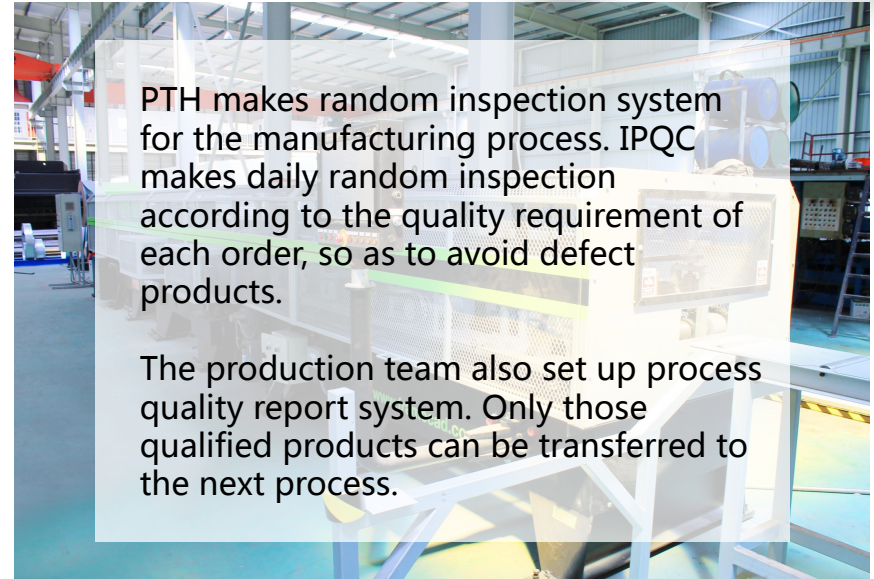 PTH makes random inspection system
for the manufacturing process. IPQC
makes daily random inspection
according to the quality requirement of
each order, so as to avoid defect
products.
The production team also set up process
quality report system. Only those
qualified products can be transferred to
the next process.